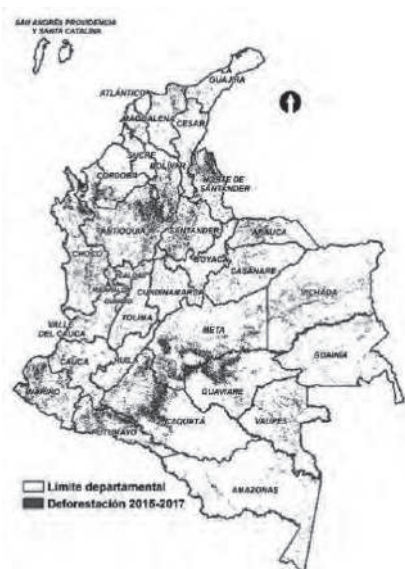 SAN ANDRÉS PROVIDENCIA
Y SANTA CATALINA
GUAJIRA
ATLÁNTICO
MAGDALENA
CESAR
SUCRE
BOLÍVAR
CÓRDOBA
NORTE DE
SANTANDER
ANTIOQUIA
SANTANDER
ARAUCA
CHOCÓ
BOYACÁ
CASANARE
CUNDINAMARCA
VICHADA
TOLIMA
VALLE
DEL CAUCA
META
GUAINÍA
CAUCA
HUILA
GUAVIARE
NARIÑO
CAQUETÁ
VAUPÉS
PUTUMAYO
AMAZONAS
Límite departamental
Deforestación 2015-2017